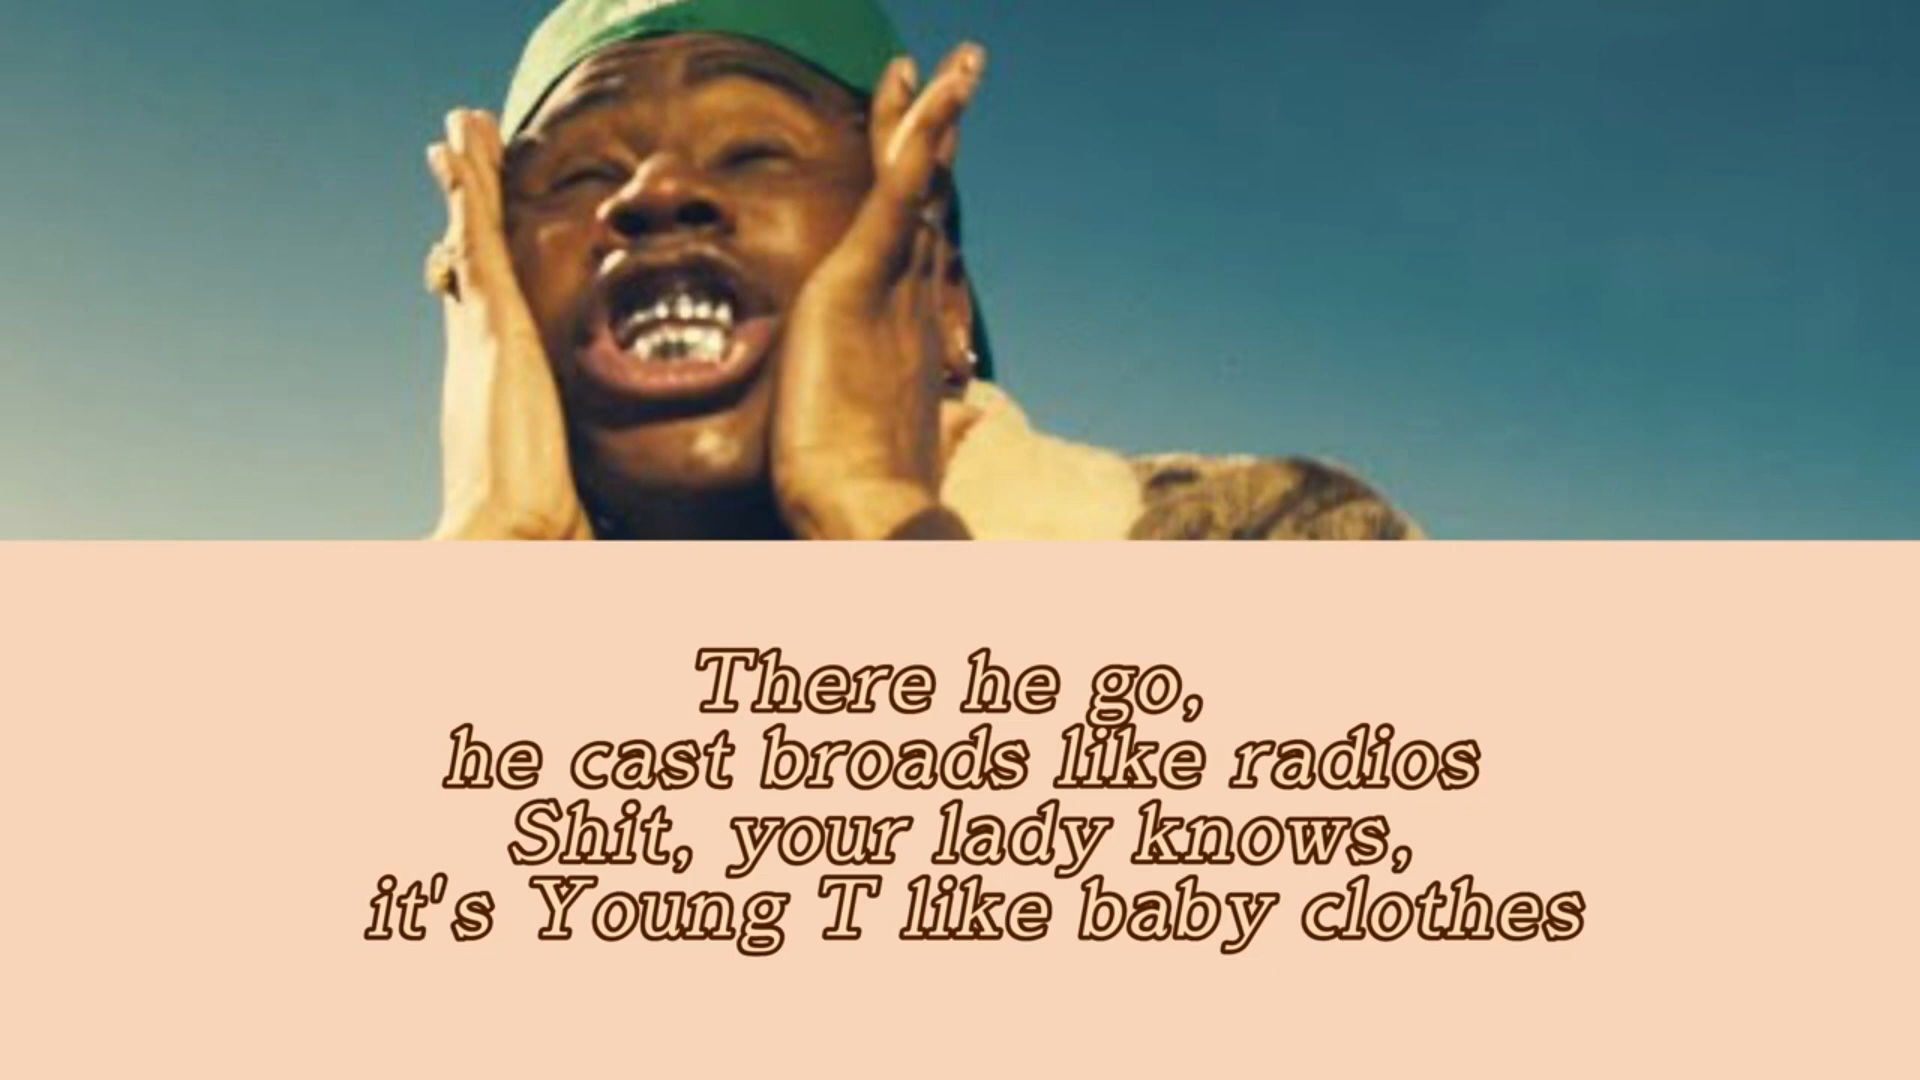 There he go,
he cast broads like radios
Shit, your lady knows,
it's Young T like baby clothes